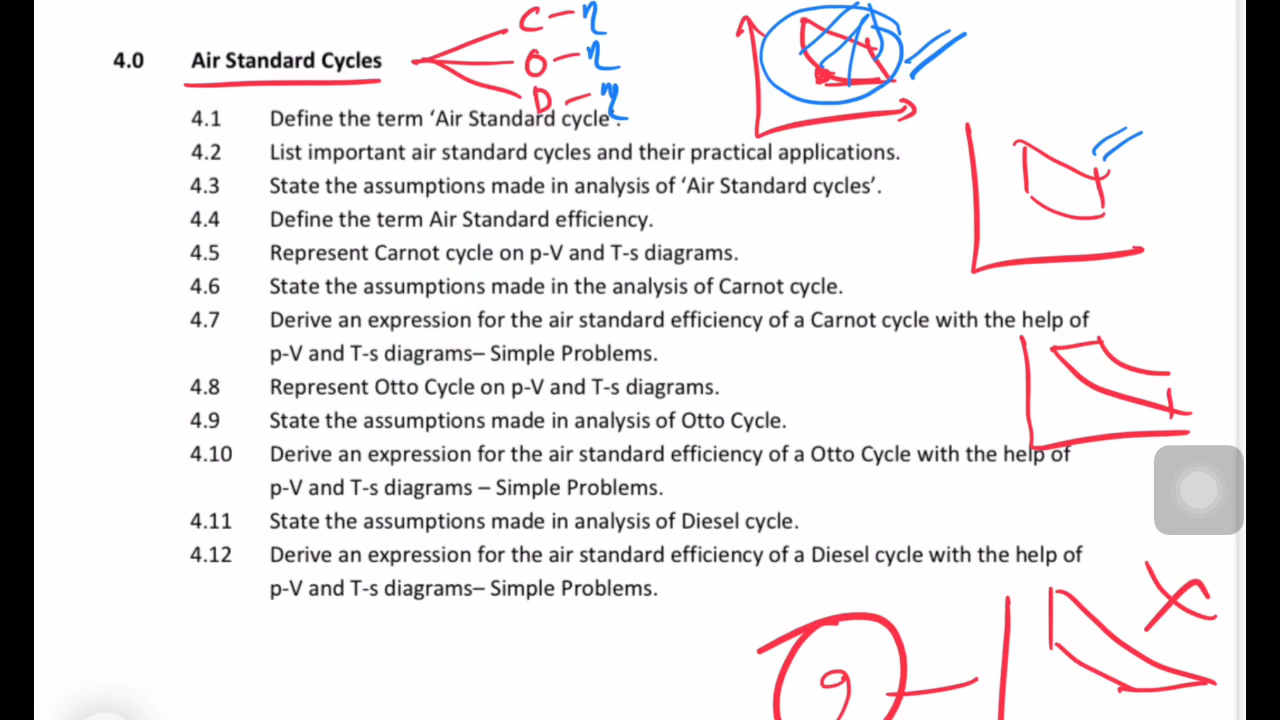 C – η
4.0 Air Standard Cycles O – η
D – η
4.1 Define the term ‘Air Standard cycle’.
4.2 List important air standard cycles and their practical applications.
4.3 State the assumptions made in analysis of ‘Air Standard cycles’.
4.4 Define the term Air Standard efficiency.
4.5 Represent Carnot cycle on p-V and T-s diagrams.
4.6 State the assumptions made in the analysis of Carnot cycle.
4.7 Derive an expression for the air standard efficiency of a Carnot cycle with the help of
p-V and T-s diagrams– Simple Problems.
4.8 Represent Otto Cycle on p-V and T-s diagrams.
4.9 State the assumptions made in analysis of Otto Cycle.
4.10 Derive an expression for the air standard efficiency of a Otto Cycle with the help of
p-V and T-s diagrams – Simple Problems.
4.11 State the assumptions made in analysis of Diesel cycle.
4.12 Derive an expression for the air standard efficiency of a Diesel cycle with the help of
p-V and T-s diagrams– Simple Problems.